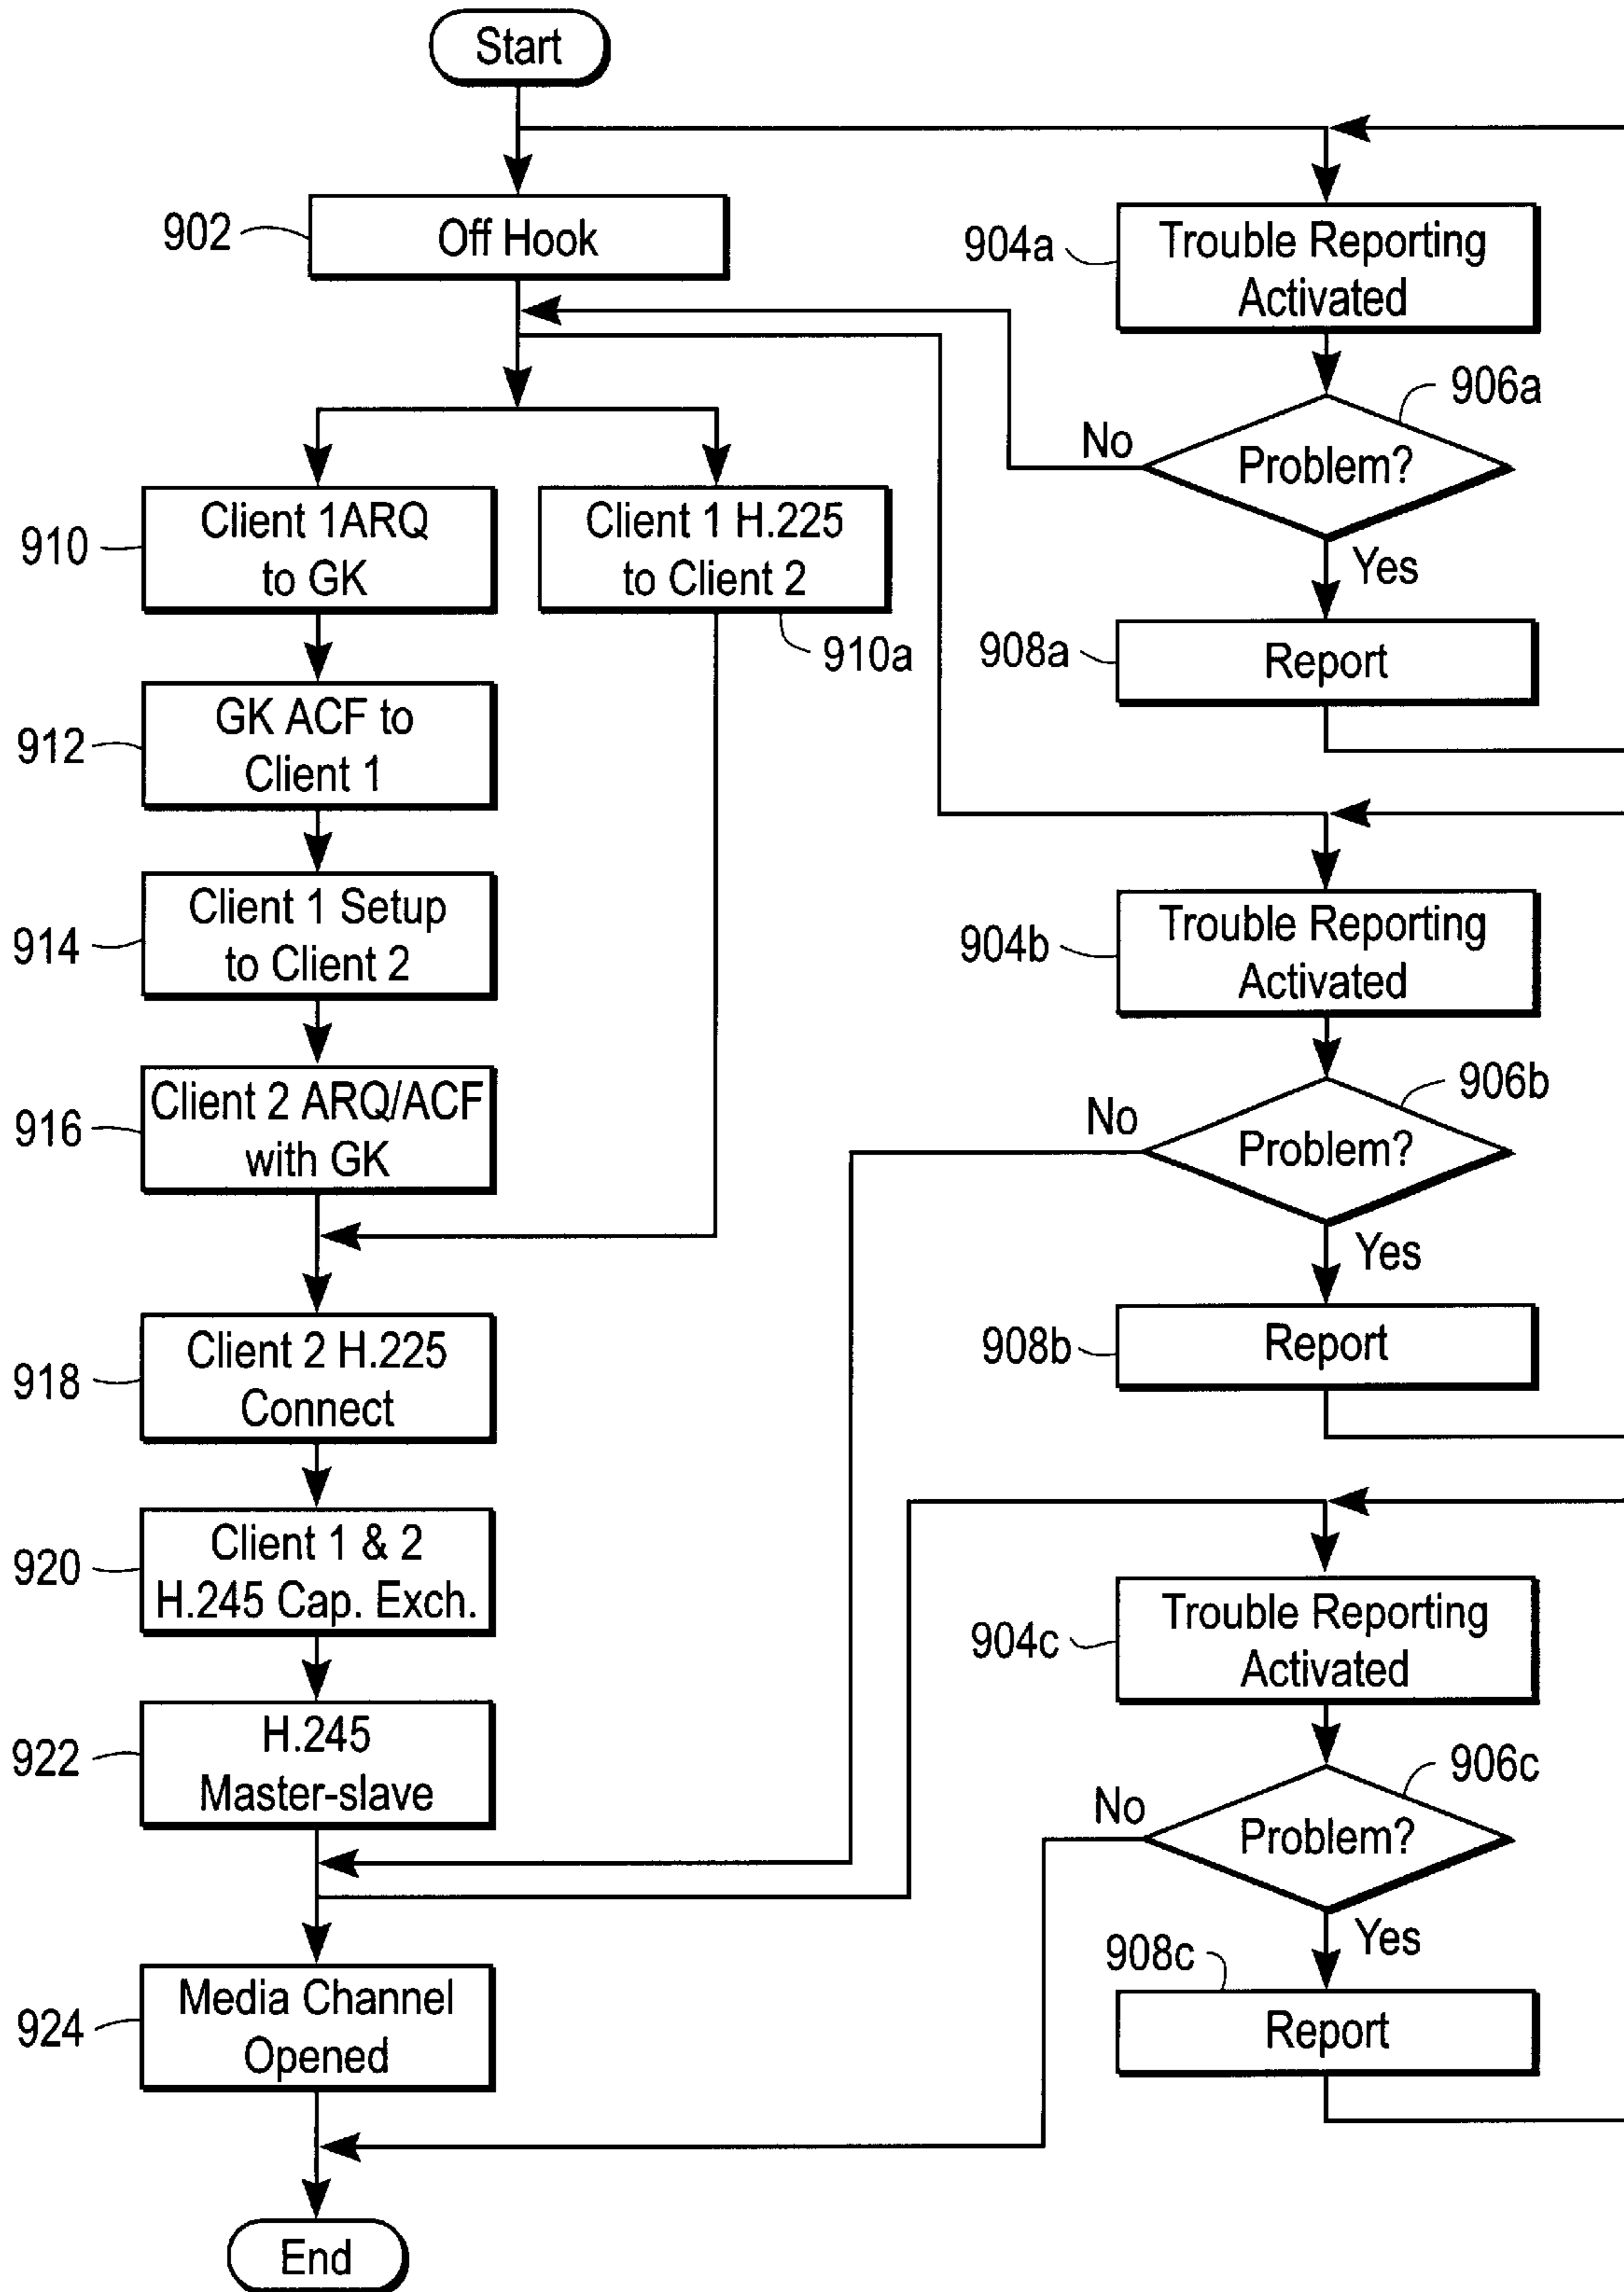 Start
902
Off Hook
904a
Trouble Reporting
Activated
906a
No
Problem?
Yes
908a
Report
910
Client 1ARQ
to GK
Client 1 H.225
to Client 2
910a
912
GK ACF to
Client 1
914
Client 1 Setup
to Client 2
904b
Trouble Reporting
Activated
916
Client 2 ARQ/ACF
with GK
906b
No
Problem?
Yes
908b
Report
918
Client 2 H.225
Connect
920
Client 1 & 2
H.245 Cap. Exch.
904c
Trouble Reporting
Activated
922
H.245
Master-slave
906c
No
Problem?
Yes
908c
Report
924
Media Channel
Opened
End